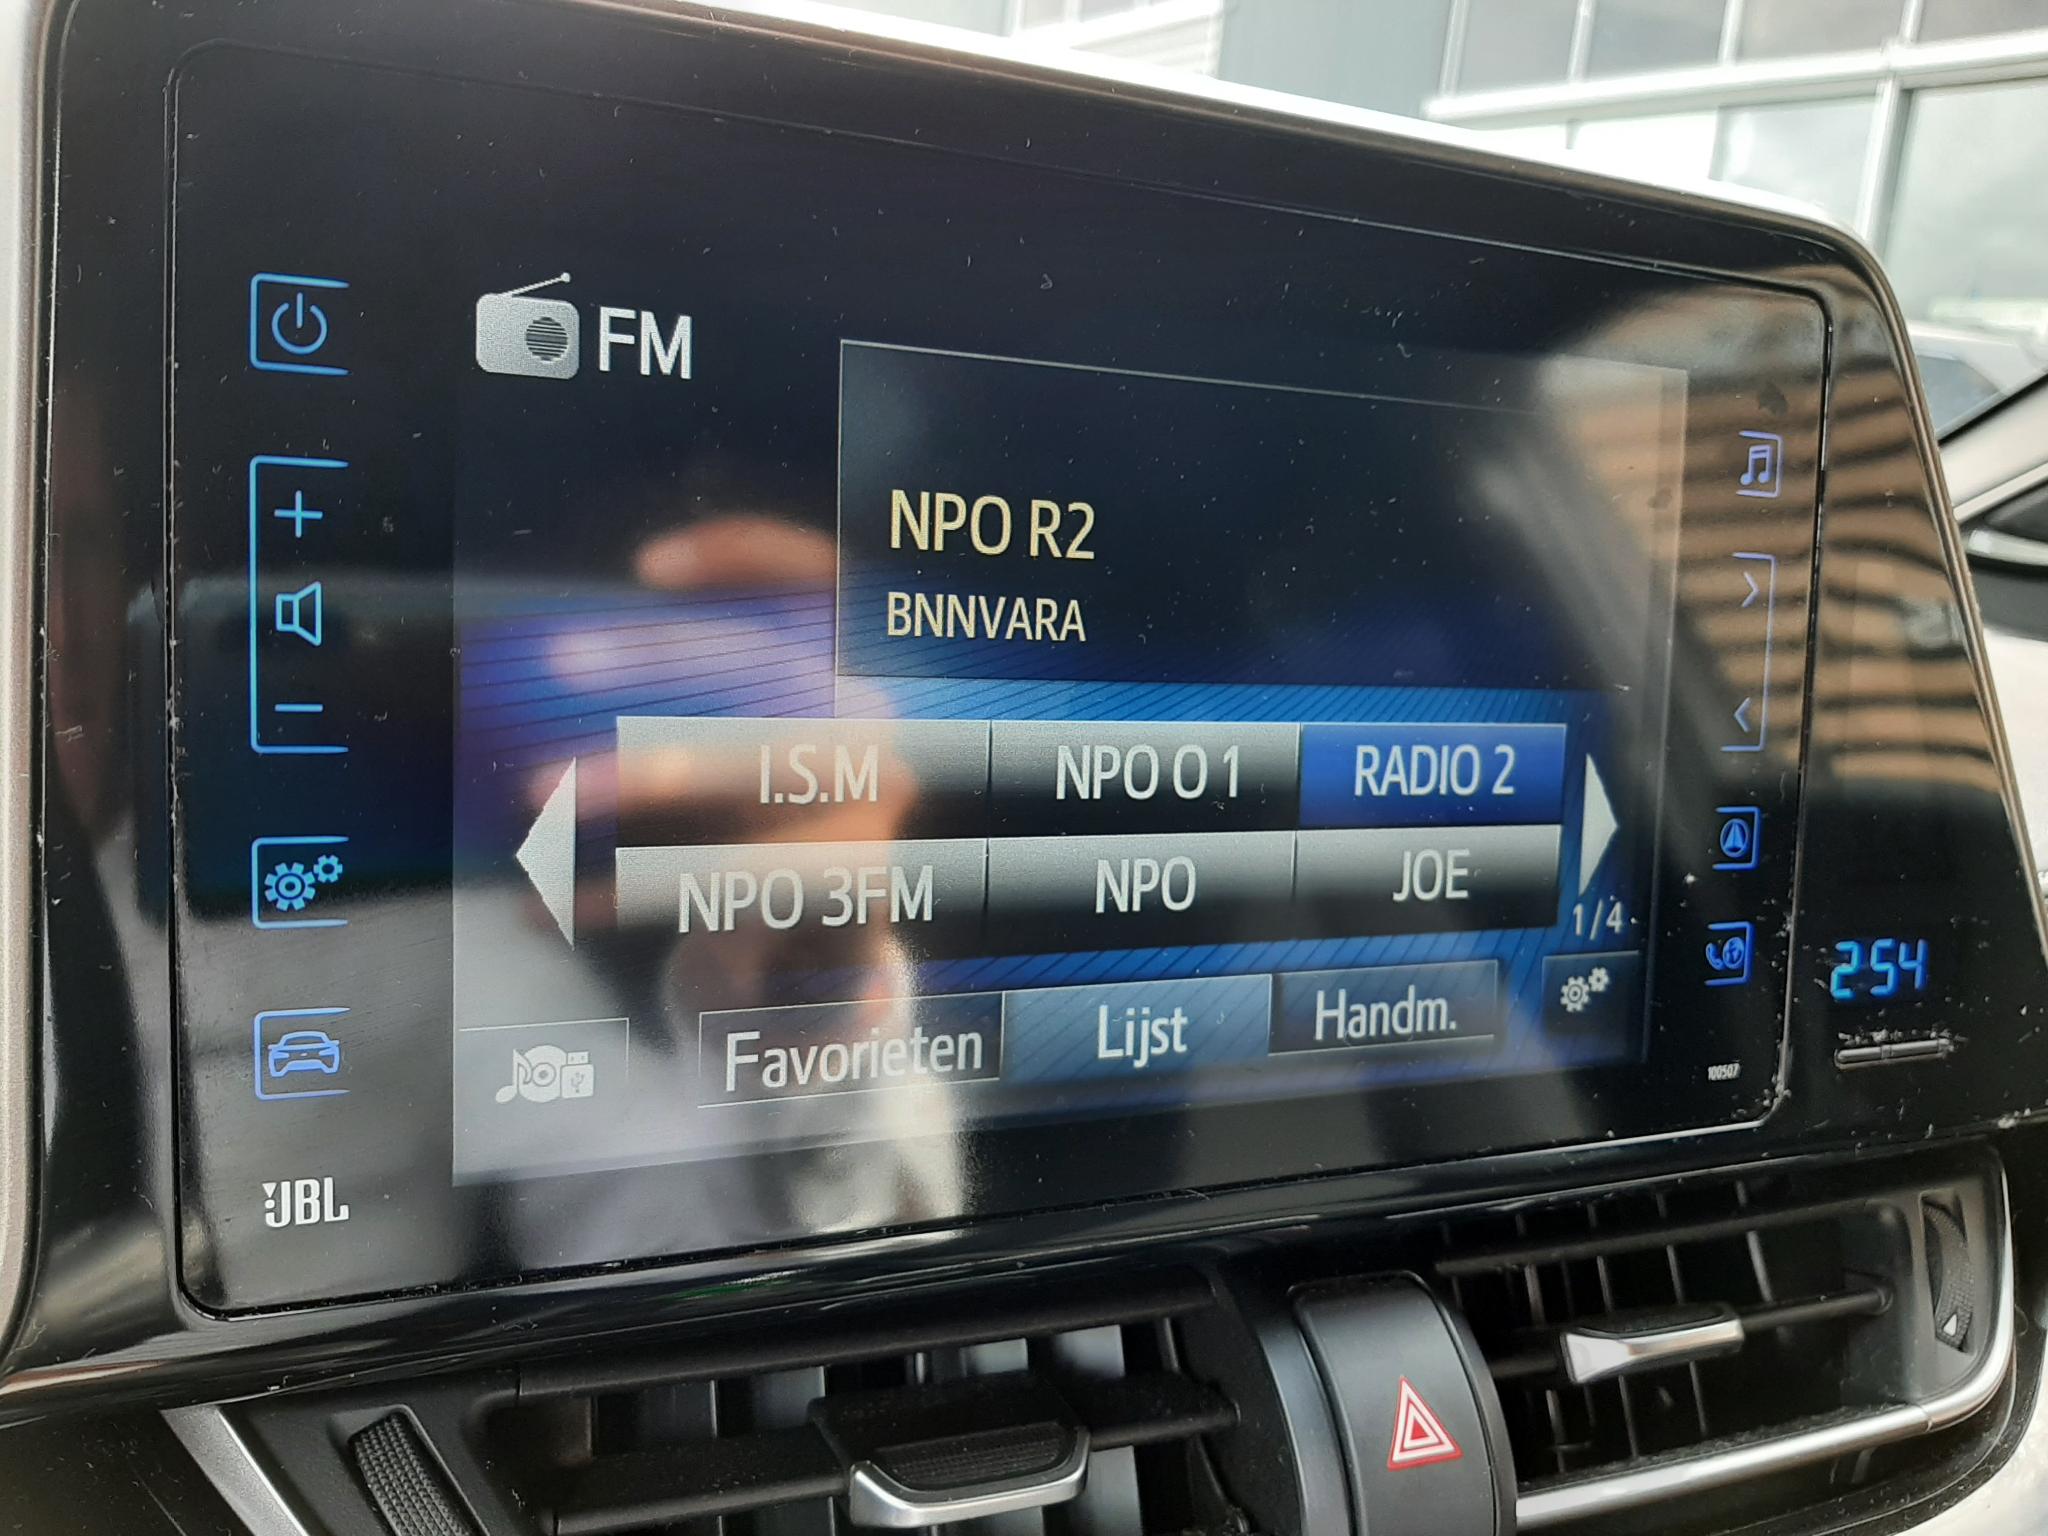 FM
NPO R2
BNNVARA
I.S.M NPO O 1 RADIO 2
NPO 3FM NPO JOE
1/4
Favorieten Lijst Handm.
2:54
100507
JBL